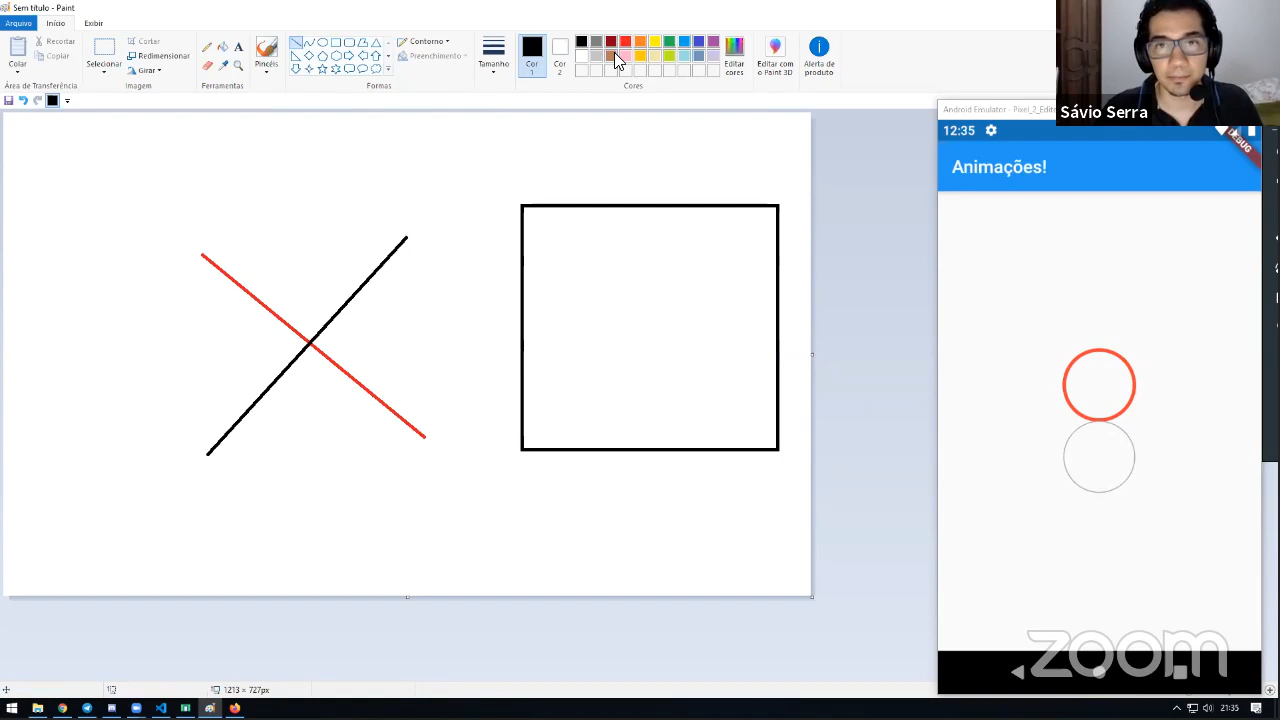 Sem título - Paint
Arquivo Início Exibir
Colar
Recortar
Copiar
Área de Transferência
Selecionar
Cortar
Redimensionar
Girar
Imagem
A
Ferramentas
Pincéis
Contorno
Preenchimento
Formas
Tamanho
Cor
1
Cor
2
Cores
Editar
cores
Editar com
o Paint 3D
Alerta de
produto
Sávio Serra
Android Emulator - Pixel_2_Edite
12:35
DEBUG
Animações!
zoom
1213 × 727px
21:35